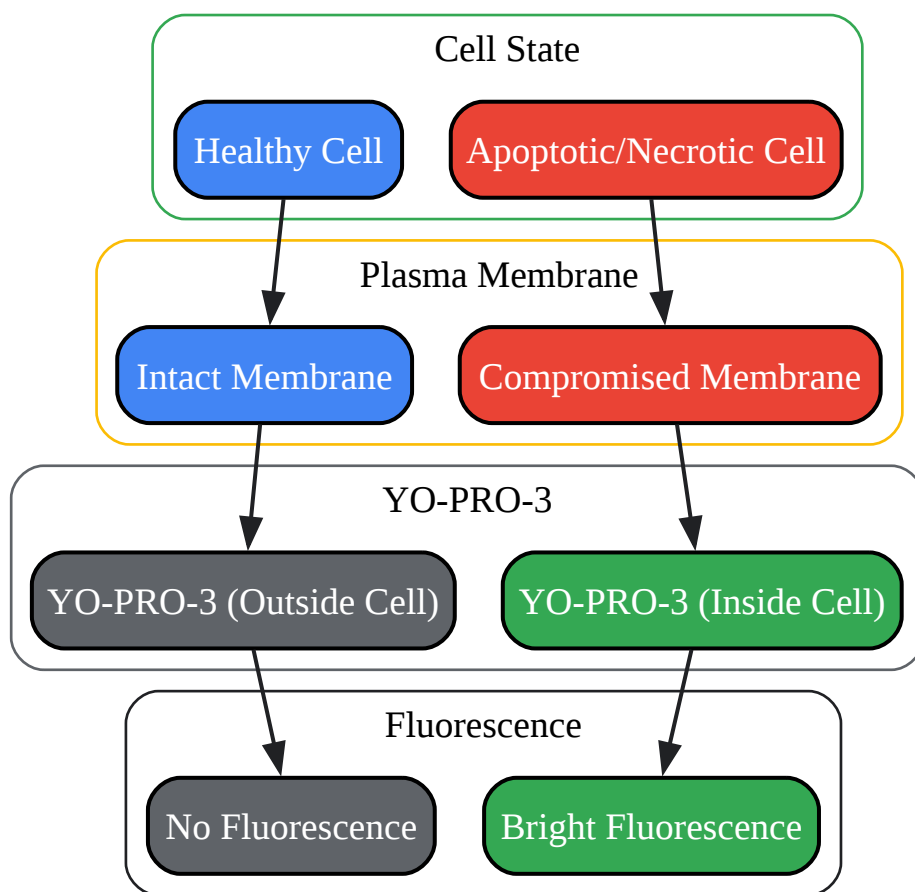 Cell State
Healthy Cell
Apoptotic/Necrotic Cell
Plasma Membrane
Intact Membrane
Compromised Membrane
YO-PRO-3
YO-PRO-3 (Outside Cell)
YO-PRO-3 (Inside Cell)
Fluorescence
No Fluorescence
Bright Fluorescence